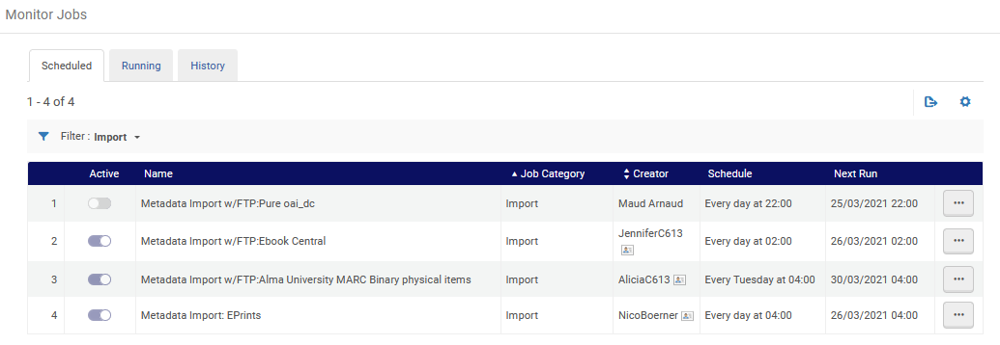 Monitor Jobs
Scheduled Running History
1 - 4 of 4
Filter : Import
Active Name Job Category Creator Schedule Next Run
1 Metadata Import w/FTP:Pure oai_dc Import Maud Arnaud Every day at 22:00 25/03/2021 22:00 ...
2 Metadata Import w/FTP:Ebook Central Import JenniferC613 Every day at 02:00 26/03/2021 02:00 ...
3 Metadata Import w/FTP:Alma University MARC Binary physical items Import AliciaC613 Every Tuesday at 04:00 30/03/2021 04:00 ...
4 Metadata Import: EPrints Import NicoBoerner Every day at 04:00 26/03/2021 04:00 ...